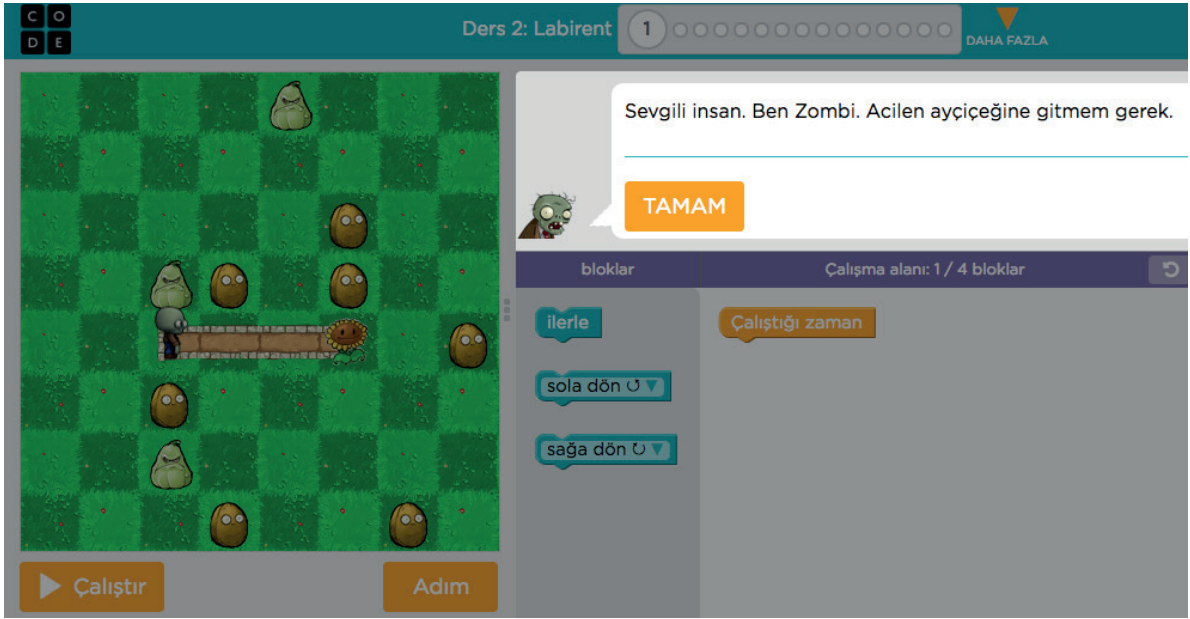 C O
D E
Ders 2: Labirent
1
DAHA FAZLA
Sevgili insan. Ben Zombi. Acilen ayçiçeğine gitmem gerek.
TAMAM
bloklar
Çalışma alanı: 1 / 4 bloklar
ilerle
Çalıştığı zaman
sola dön
sağa dön
Çalıştır
Adım